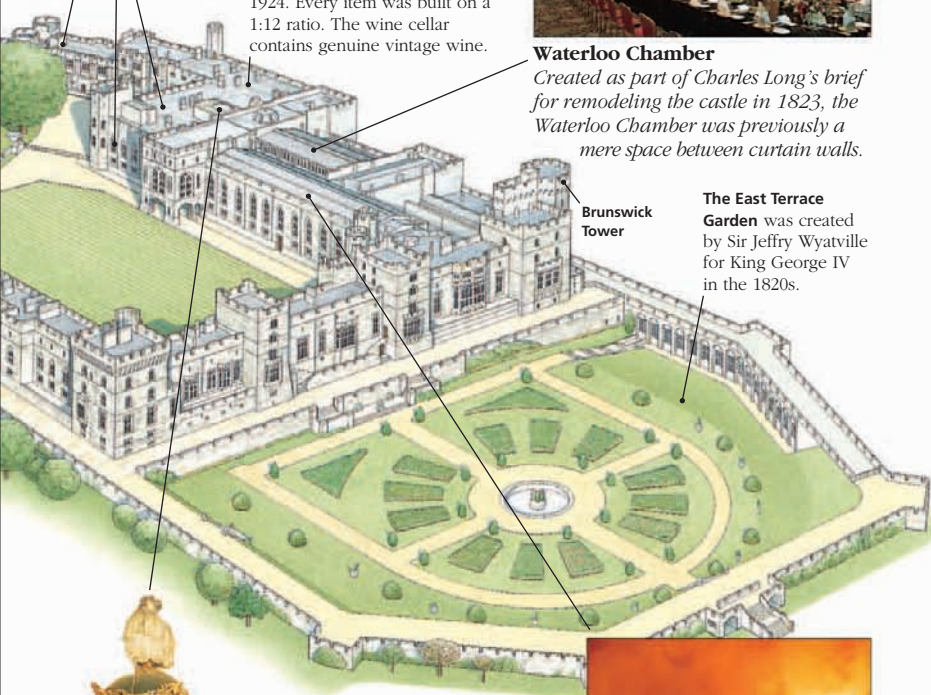 1924. Every item was built on a
1:12 ratio. The wine cellar
contains genuine vintage wine.
Waterloo Chamber
Created as part of Charles Long's brief
for remodeling the castle in 1823, the
Waterloo Chamber was previously a
mere space between curtain walls.
Brunswick
Tower
The East Terrace
Garden was created
by Sir Jeffry Wyatville
for King George IV
in the 1820s.